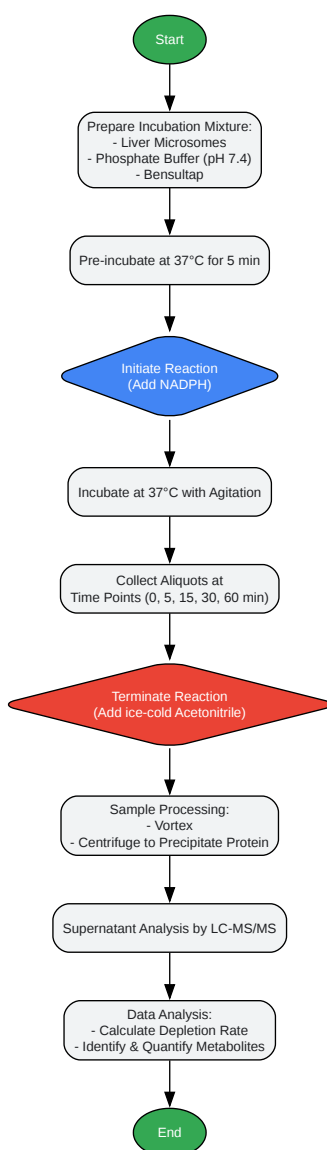 Start
Prepare Incubation Mixture:
- Liver Microsomes
- Phosphate Buffer (pH 7.4)
- Bensultap
Pre-incubate at 37°C for 5 min
Initiate Reaction
(Add NADPH)
Incubate at 37°C with Agitation
Collect Aliquots at
Time Points (0, 5, 15, 30, 60 min)
Terminate Reaction
(Add ice-cold Acetonitrile)
Sample Processing:
- Vortex
- Centrifuge to Precipitate Protein
Supernatant Analysis by LC-MS/MS
Data Analysis:
- Calculate Depletion Rate
- Identify & Quantify Metabolites
End